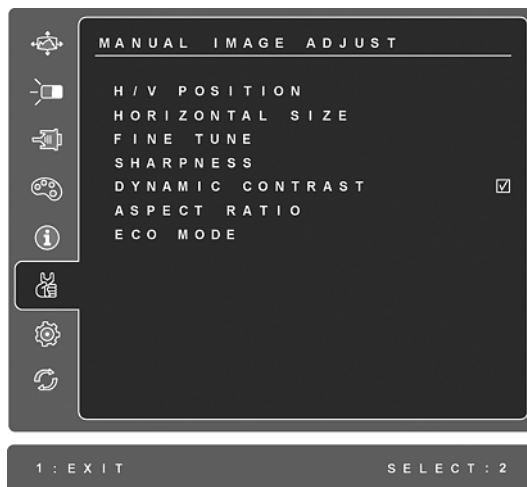 MANUAL IMAGE ADJUST
H/V POSITION
HORIZONTAL SIZE
FINE TUNE
SHARPNESS
DYNAMIC CONTRAST
ASPECT RATIO
ECO MODE
1:EXIT SELECT:2